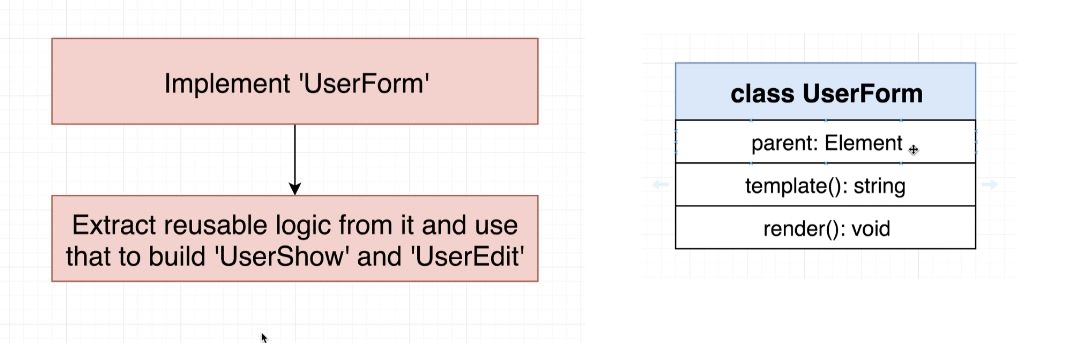 Implement 'UserForm'
Extract reusable logic from it and use
that to build 'UserShow' and 'UserEdit'
class UserForm
parent: Element
template(): string
render(): void